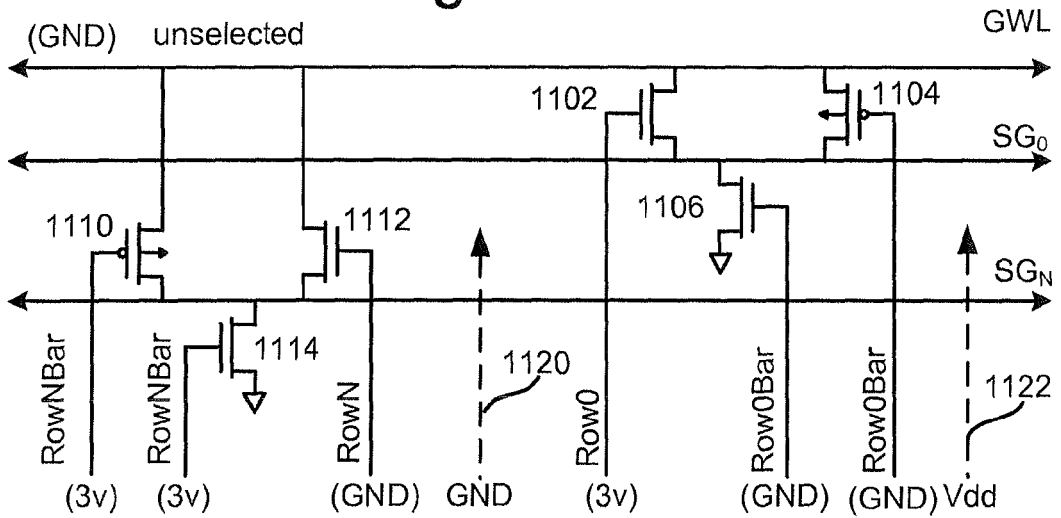 (GND) unselected GWL
1102 1104
SG0
1110 1112 1106
SGN
1114
1120
1122
RowNBar RowNBar RowN Row0 Row0Bar Row0Bar
(3v) (3v) (GND) GND (3v) (GND) (GND) Vdd